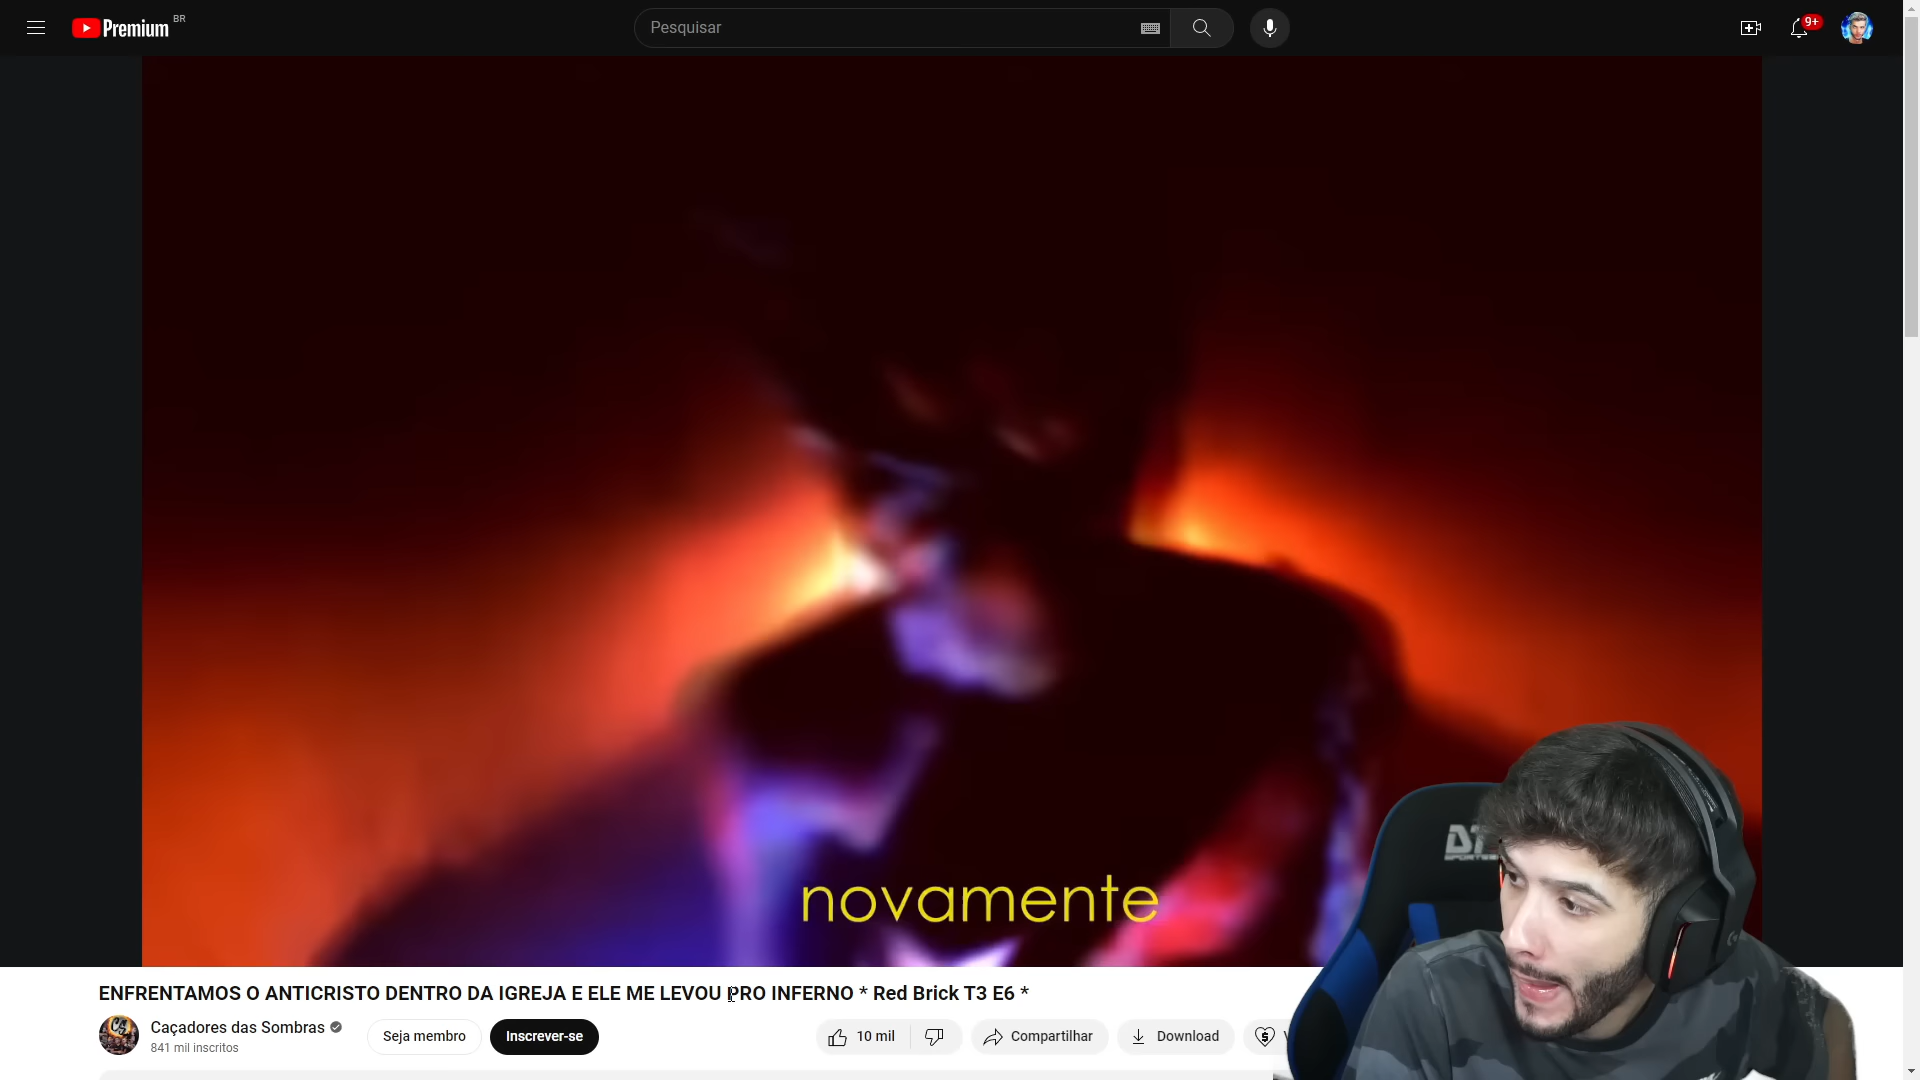 Premium BR
Pesquisar
9+
novamente
ENFRENTAMOS O ANTICRISTO DENTRO DA IGREJA E ELE ME LEVOU PRO INFERNO * Red Brick T3 E6 *
CS
Caçadores das Sombras
841 mil inscritos
Seja membro
Inscrever-se
10 mil
Compartilhar
Download